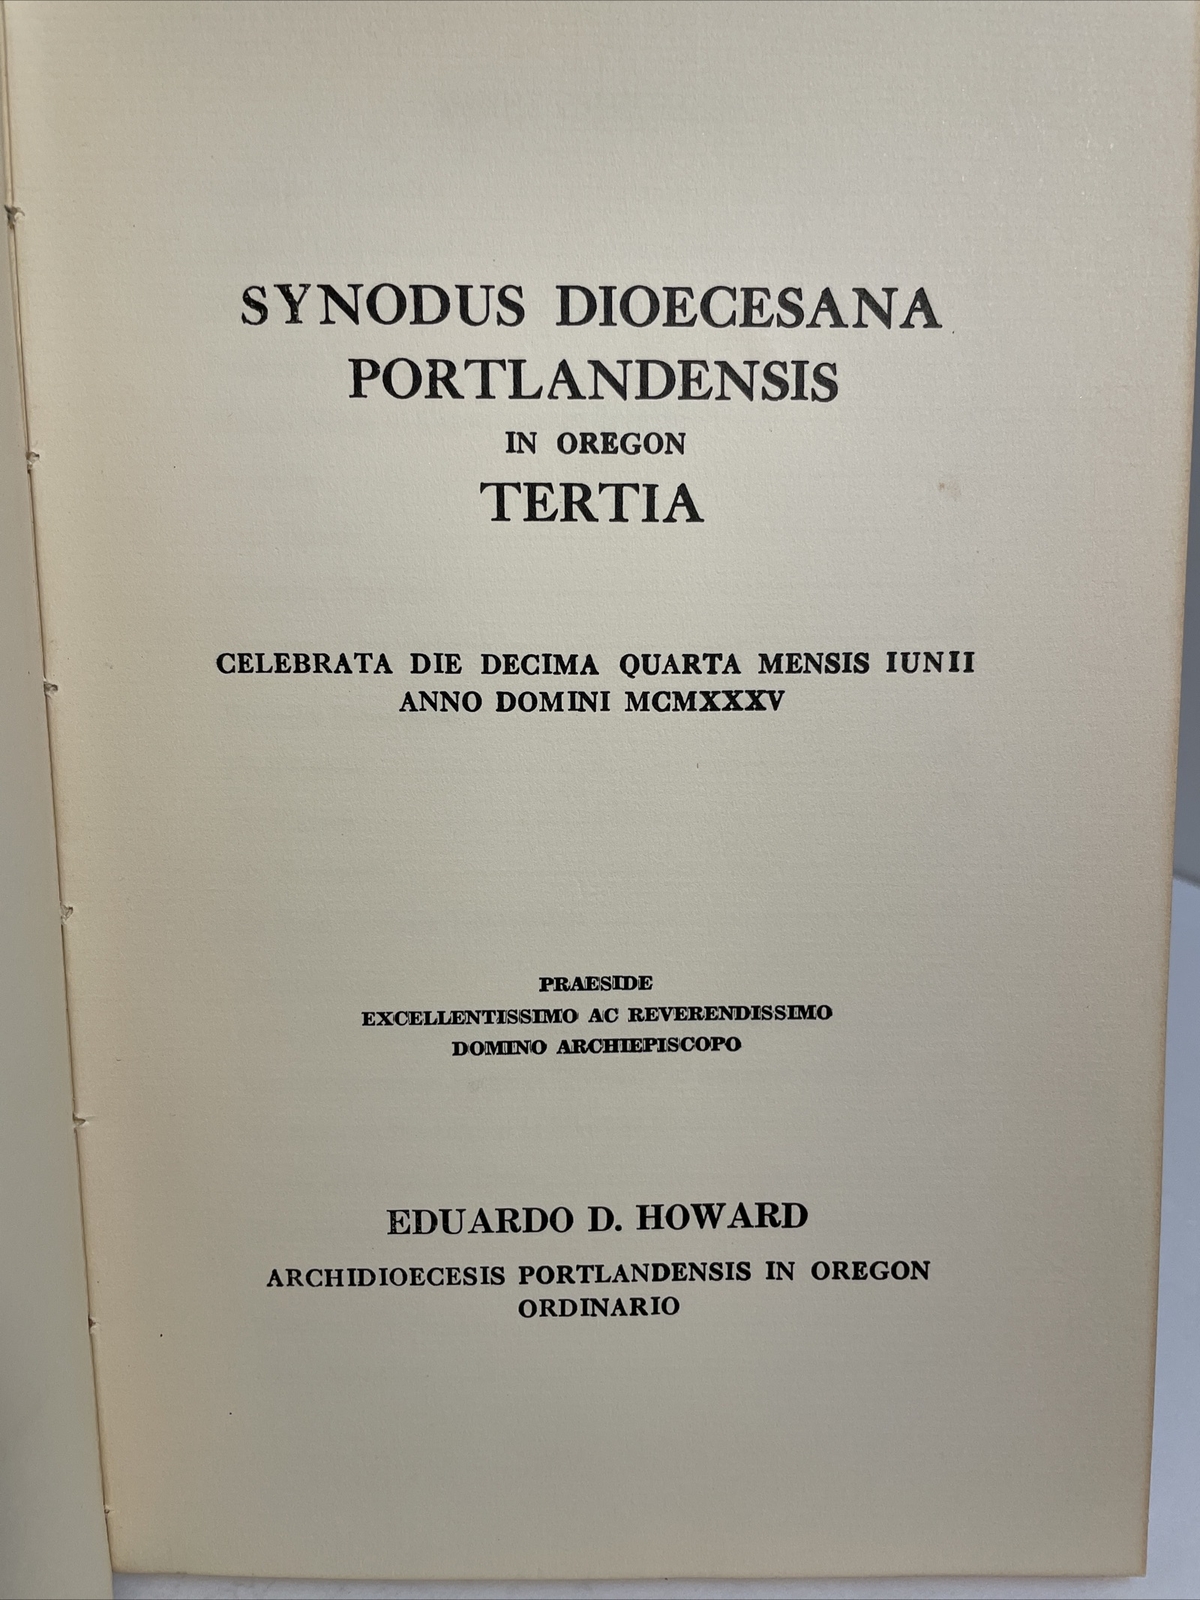 SYNODUS DIOECESANA
PORTLANDENSIS
IN OREGON
TERTIA
CELEBRATA DIE DECIMA QUARTA MENSIS IUNII
ANNO DOMINI MCMXXXV
PRAESIDE
EXCELLENTISSIMO AC REVERENDISSIMO
DOMINO ARCHIEPISCOPO
EDUARDO D. HOWARD
ARCHIDIOECESIS PORTLANDENSIS IN OREGON
ORDINARIO